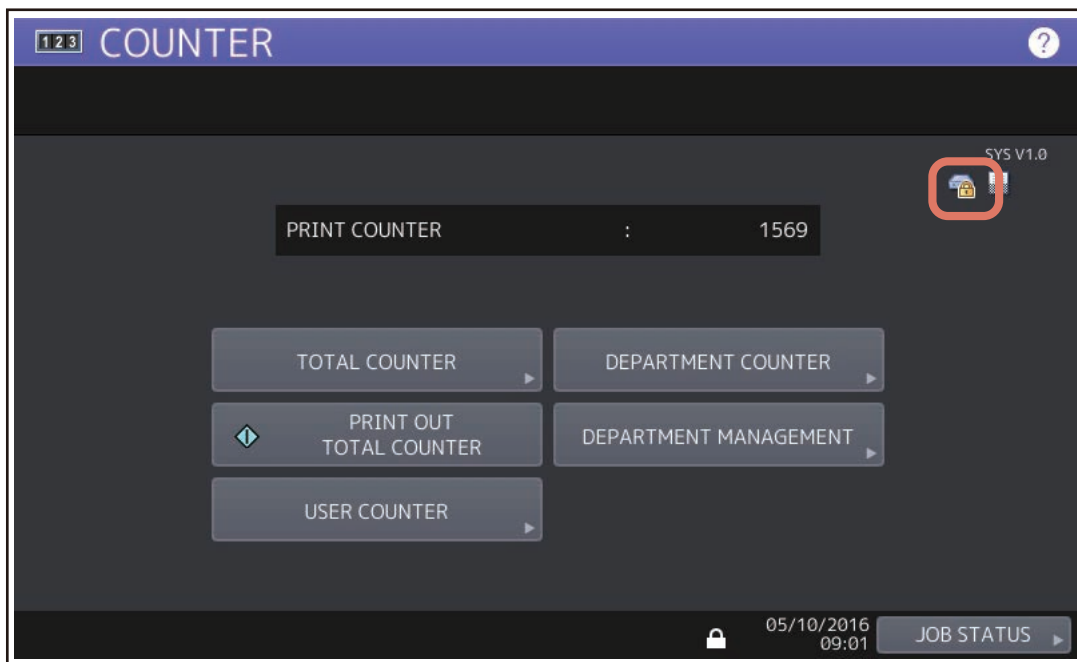 123 COUNTER ?
SYS V1.0
PRINT COUNTER : 1569
TOTAL COUNTER
DEPARTMENT COUNTER
PRINT OUT
TOTAL COUNTER
DEPARTMENT MANAGEMENT
USER COUNTER
05/10/2016
09:01
JOB STATUS